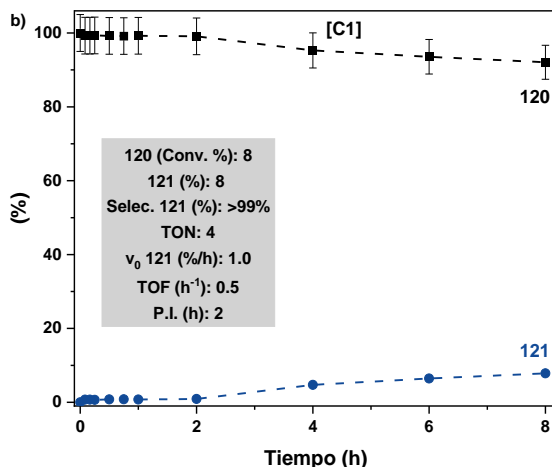 b)
[C1]
100
80
60
40
20
0
(%)
120
120 (Conv. %): 8
121 (%): 8
Selec. 121 (%): >99%
TON: 4
v₀ 121 (%/h): 1.0
TOF (h⁻¹): 0.5
P.I. (h): 2
121
0 2 4 6 8
Tiempo (h)